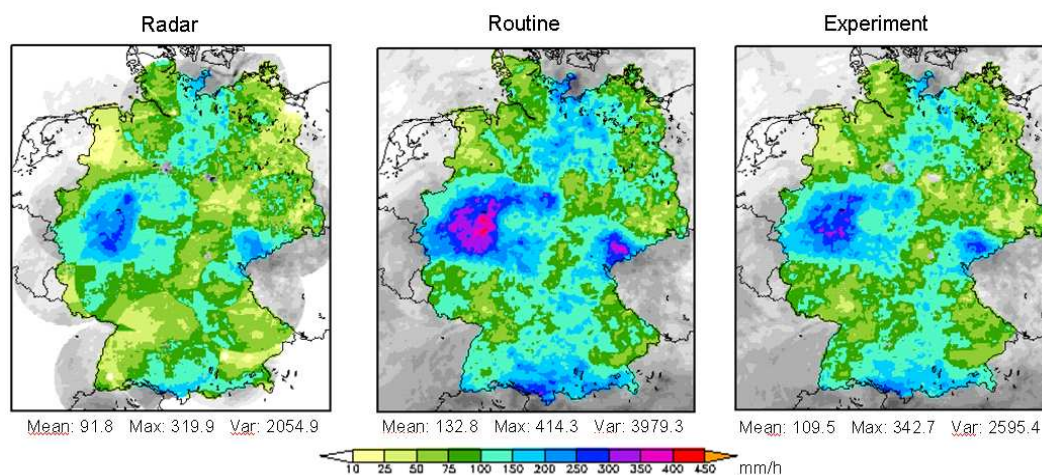 Radar Routine Experiment
Mean: 91.8 Max: 319.9 Var: 2054.9 Mean: 132.8 Max: 414.3 Var: 3979.3 Mean: 109.5 Max: 342.7 Var: 2595.4
10 25 50 75 100 150 200 250 300 350 400 450 mm/h